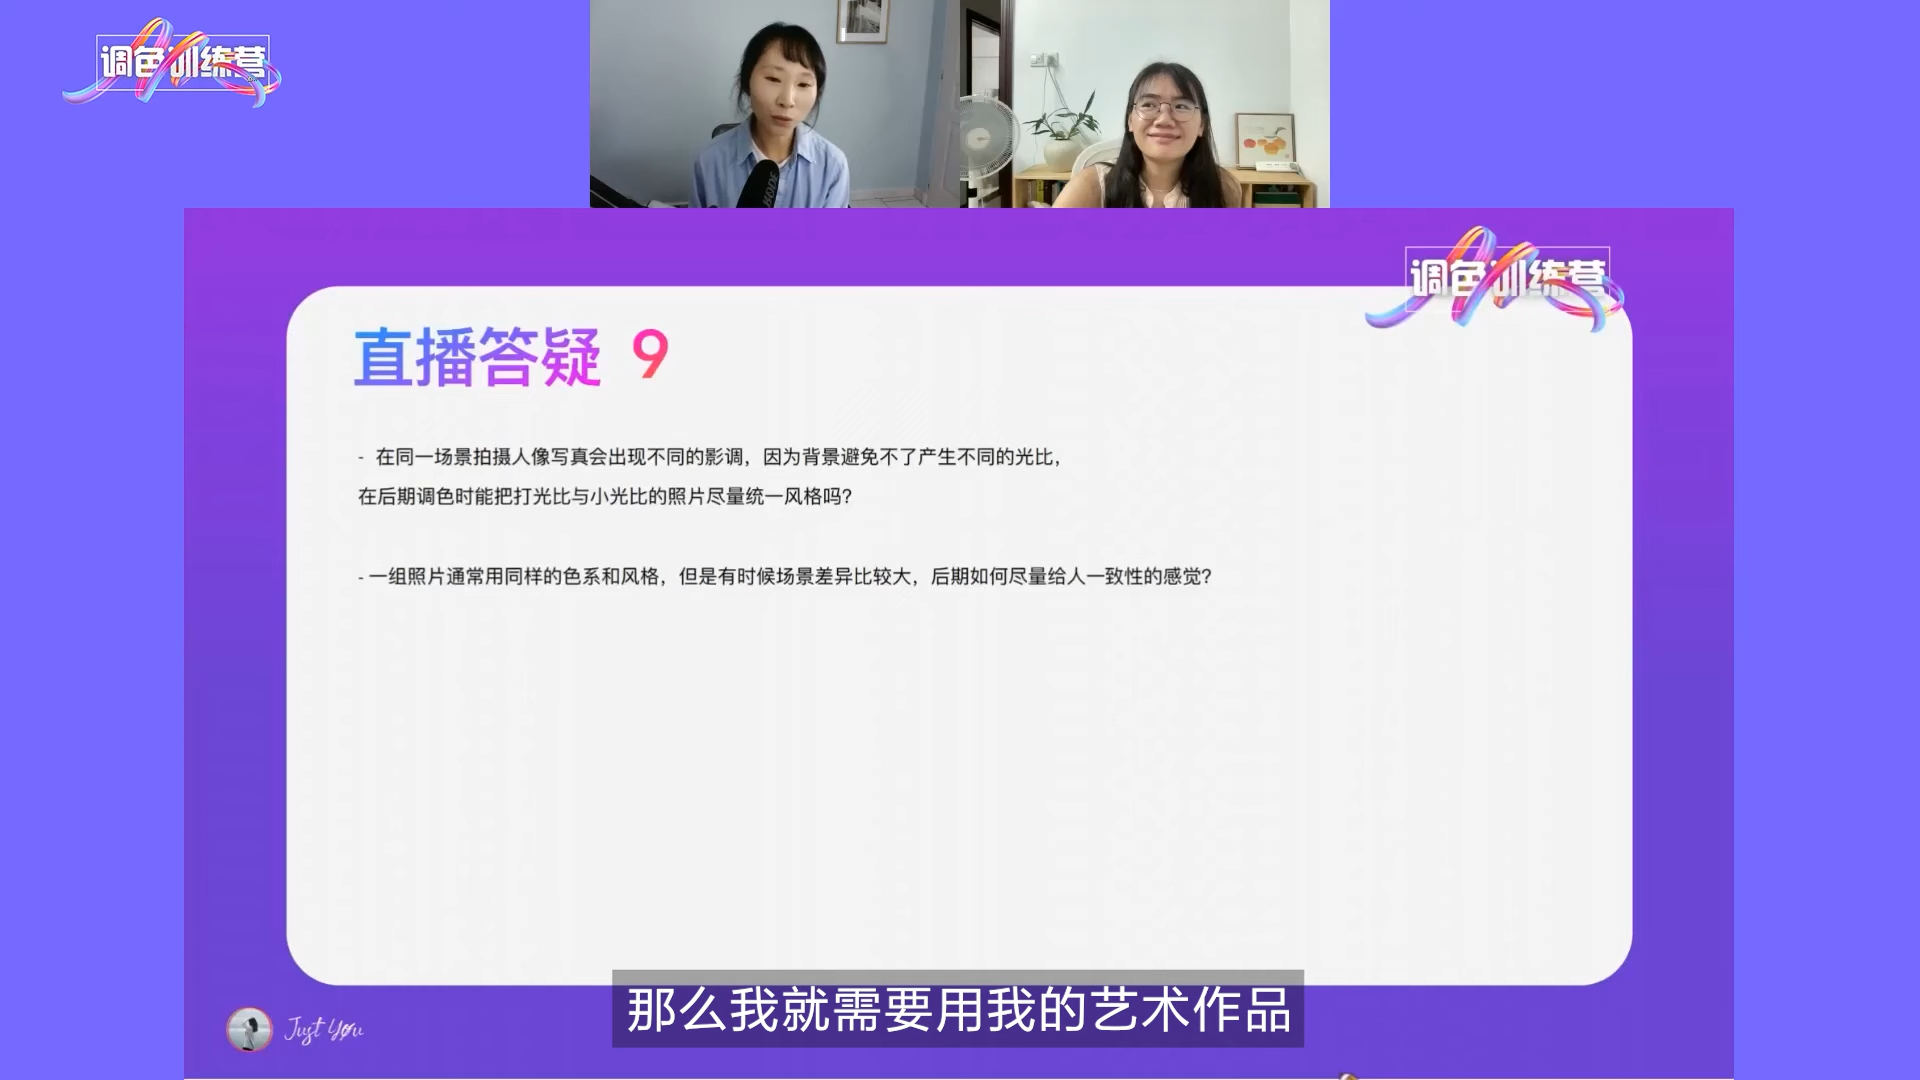 调色训练营
RODE
调色训练营
直播答疑 9
- 在同一场景拍摄人像写真会出现不同的影调，因为背景避免不了产生不同的光比，
在后期调色时能把打光比与小光比的照片尽量统一风格吗？
- 一组照片通常用同样的色系和风格，但是有时候场景差异比较大，后期如何尽量给人一致性的感觉？
那么我就需要用我的艺术作品
Just You